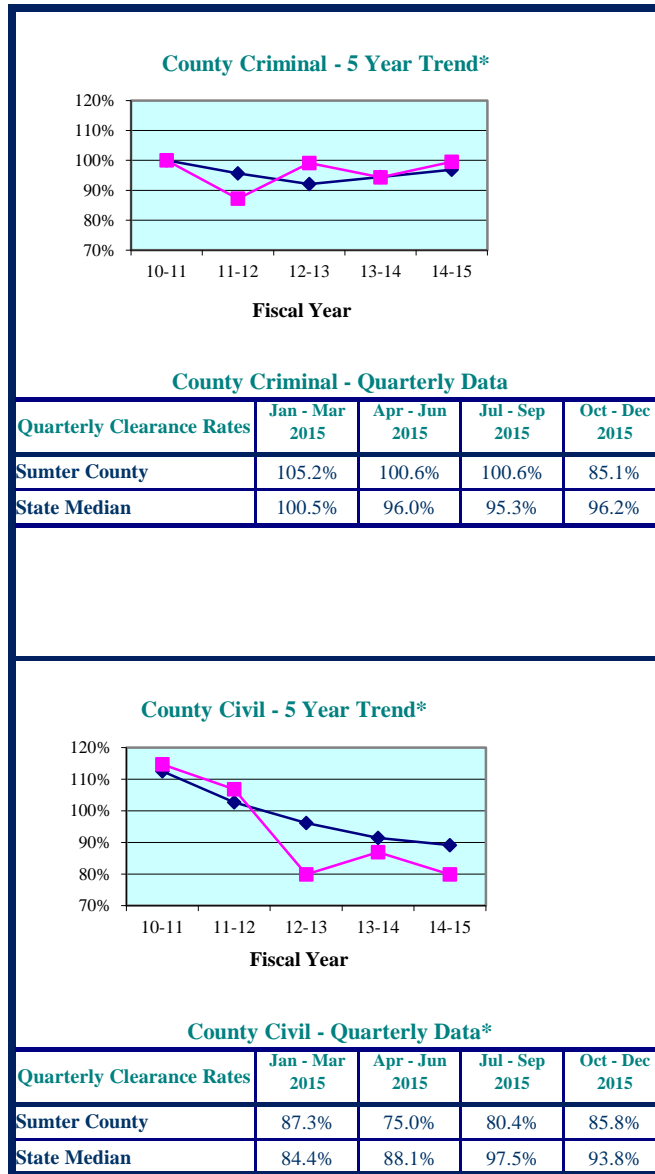 County Criminal - 5 Year Trend*
120%
110%
100%
90%
80%
70%
10-11 11-12 12-13 13-14 14-15
Fiscal Year
County Criminal - Quarterly Data
Quarterly Clearance Rates Jan - Mar 2015 Apr - Jun 2015 Jul - Sep 2015 Oct - Dec 2015
Sumter County 105.2% 100.6% 100.6% 85.1%
State Median 100.5% 96.0% 95.3% 96.2%
County Civil - 5 Year Trend*
120%
110%
100%
90%
80%
70%
10-11 11-12 12-13 13-14 14-15
Fiscal Year
County Civil - Quarterly Data*
Quarterly Clearance Rates Jan - Mar 2015 Apr - Jun 2015 Jul - Sep 2015 Oct - Dec 2015
Sumter County 87.3% 75.0% 80.4% 85.8%
State Median 84.4% 88.1% 97.5% 93.8%